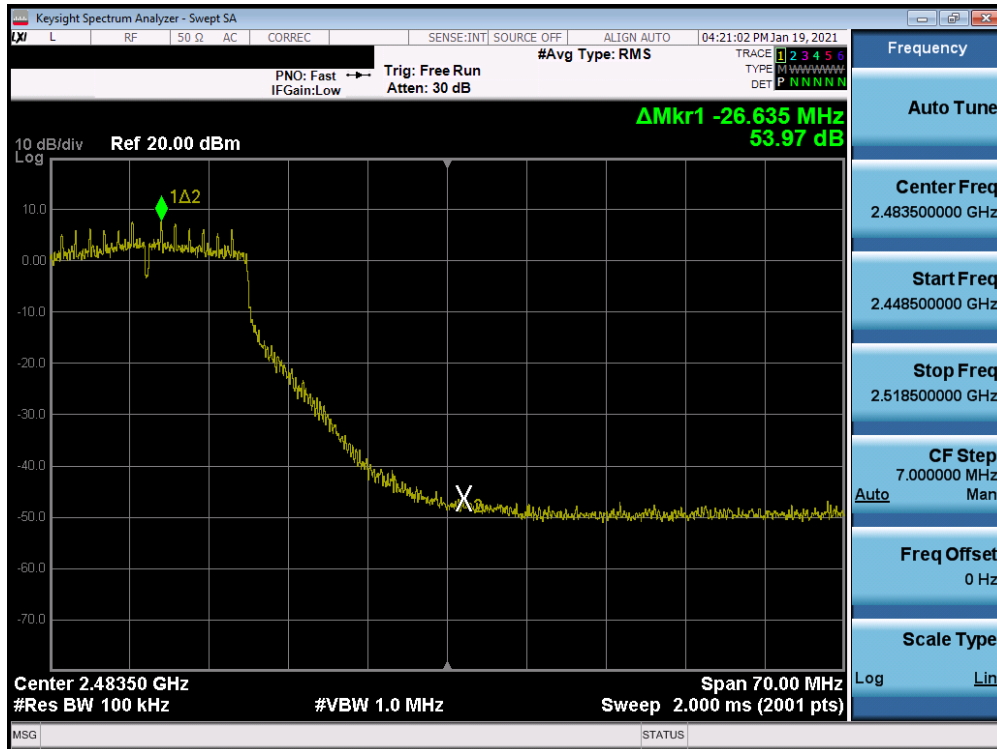 Keysight Spectrum Analyzer - Swept SA
LXI L RF 50 Ω AC CORREC SENSE:INT SOURCE OFF ALIGN AUTO 04:21:02 PM Jan 19, 2021
#Avg Type: RMS
TRACE 1 2 3 4 5 6
TYPE M W W W W W
DET P N N N N N
PNO: Fast
IFGain:Low
Trig: Free Run
Atten: 30 dB
ΔMkr1 -26.635 MHz
53.97 dB
10 dB/div
Log
Ref 20.00 dBm
1Δ2
10.0
0.00
-10.0
-20.0
-30.0
-40.0
-50.0
-60.0
-70.0
X2
Center 2.48350 GHz
Span 70.00 MHz
#Res BW 100 kHz
#VBW 1.0 MHz
Sweep 2.000 ms (2001 pts)
Frequency
Auto Tune
Center Freq
2.483500000 GHz
Start Freq
2.448500000 GHz
Stop Freq
2.518500000 GHz
CF Step
7.000000 MHz
Auto Man
Freq Offset
0 Hz
Scale Type
Log Lin
MSG
STATUS